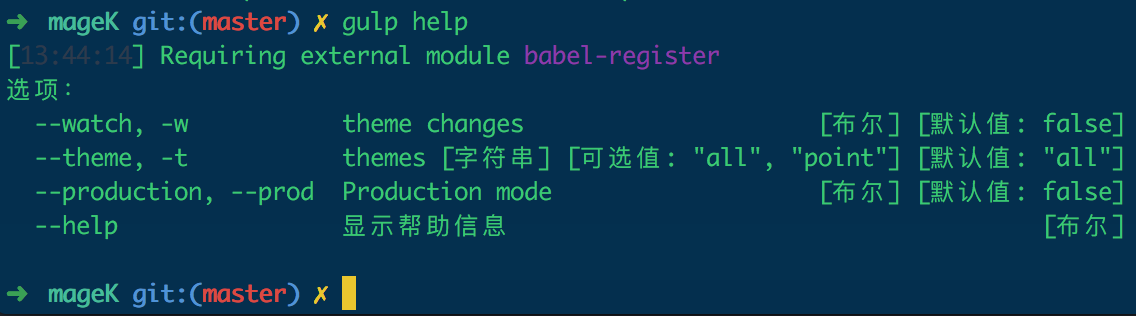 ➜ mageK git:(master) ✗ gulp help
[13:44:14] Requiring external module babel-register
选项：
--watch, -w theme changes [布尔] [默认值: false]
--theme, -t themes [字符串] [可选值: "all", "point"] [默认值: "all"]
--production, --prod Production mode [布尔] [默认值: false]
--help 显示帮助信息 [布尔]
➜ mageK git:(master) ✗